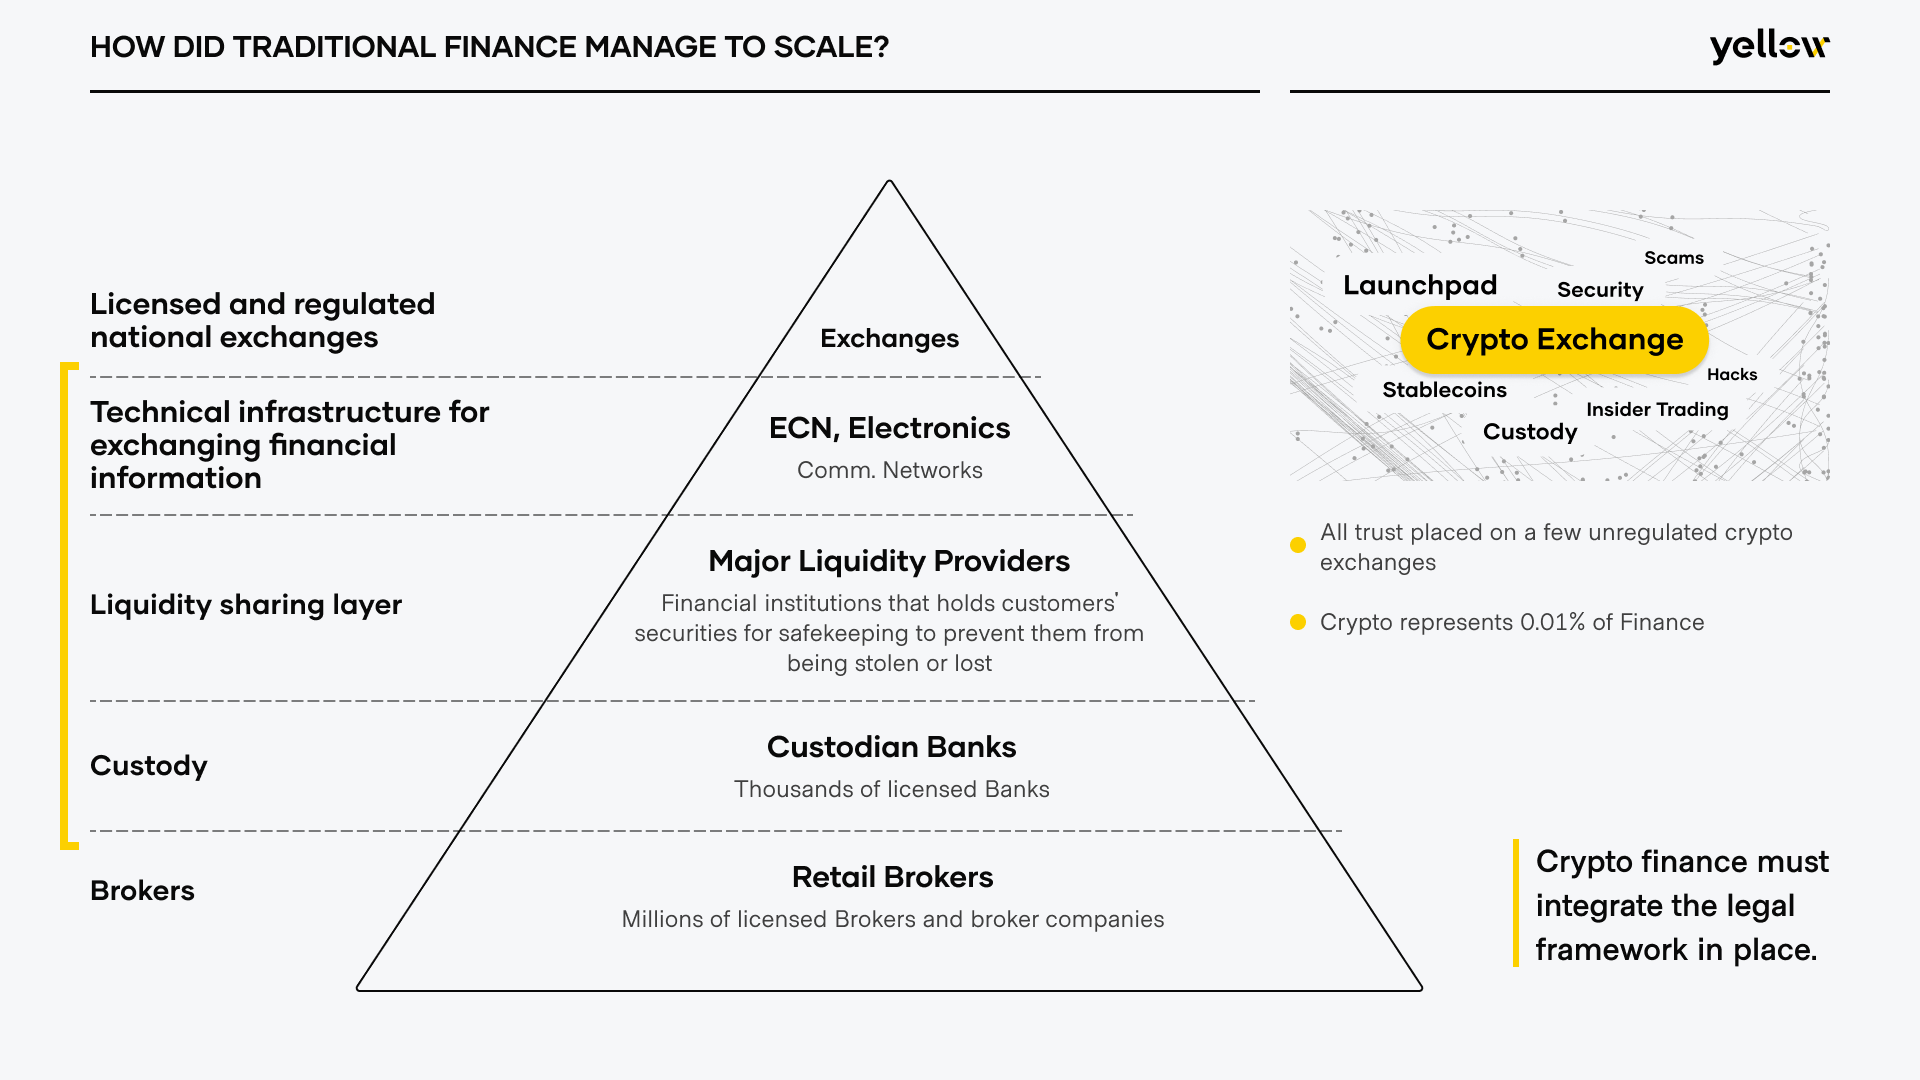 HOW DID TRADITIONAL FINANCE MANAGE TO SCALE?
yellow
Licensed and regulated
national exchanges
Exchanges
Technical infrastructure for
exchanging financial
information
ECN, Electronics
Comm. Networks
Liquidity sharing layer
Major Liquidity Providers
Financial institutions that holds customers'
securities for safekeeping to prevent them from
being stolen or lost
Custody
Custodian Banks
Thousands of licensed Banks
Brokers
Retail Brokers
Millions of licensed Brokers and broker companies
Scams
Launchpad
Security
Crypto Exchange
Hacks
Stablecoins
Insider Trading
Custody
All trust placed on a few unregulated crypto
exchanges
Crypto represents 0.01% of Finance
Crypto finance must
integrate the legal
framework in place.